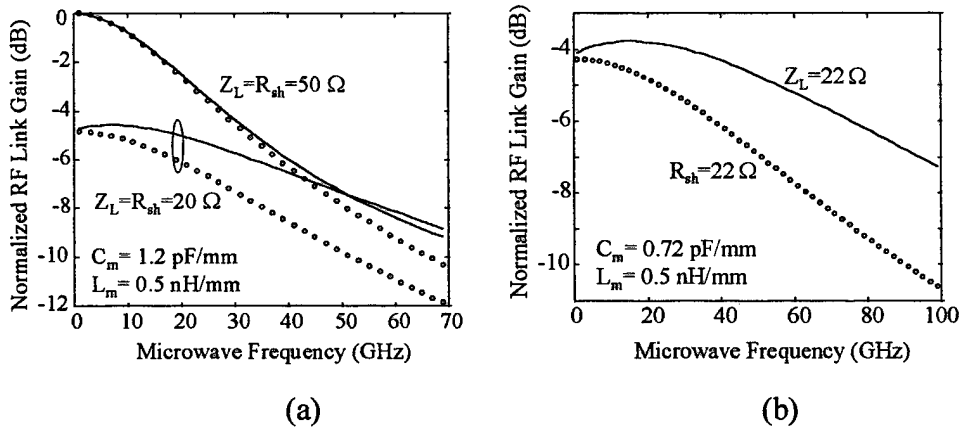 Normalized RF Link Gain (dB)
0
-2
-4
-6
-8
-10
-12
Z_L=R_sh=50 Ω
Z_L=R_sh=20 Ω
C_m= 1.2 pF/mm
L_m= 0.5 nH/mm
0 10 20 30 40 50 60 70
Microwave Frequency (GHz)
(a)
Normalized RF Link Gain (dB)
-4
-6
-8
-10
Z_L=22 Ω
R_sh=22 Ω
C_m= 0.72 pF/mm
L_m= 0.5 nH/mm
0 20 40 60 80 100
Microwave Frequency (GHz)
(b)